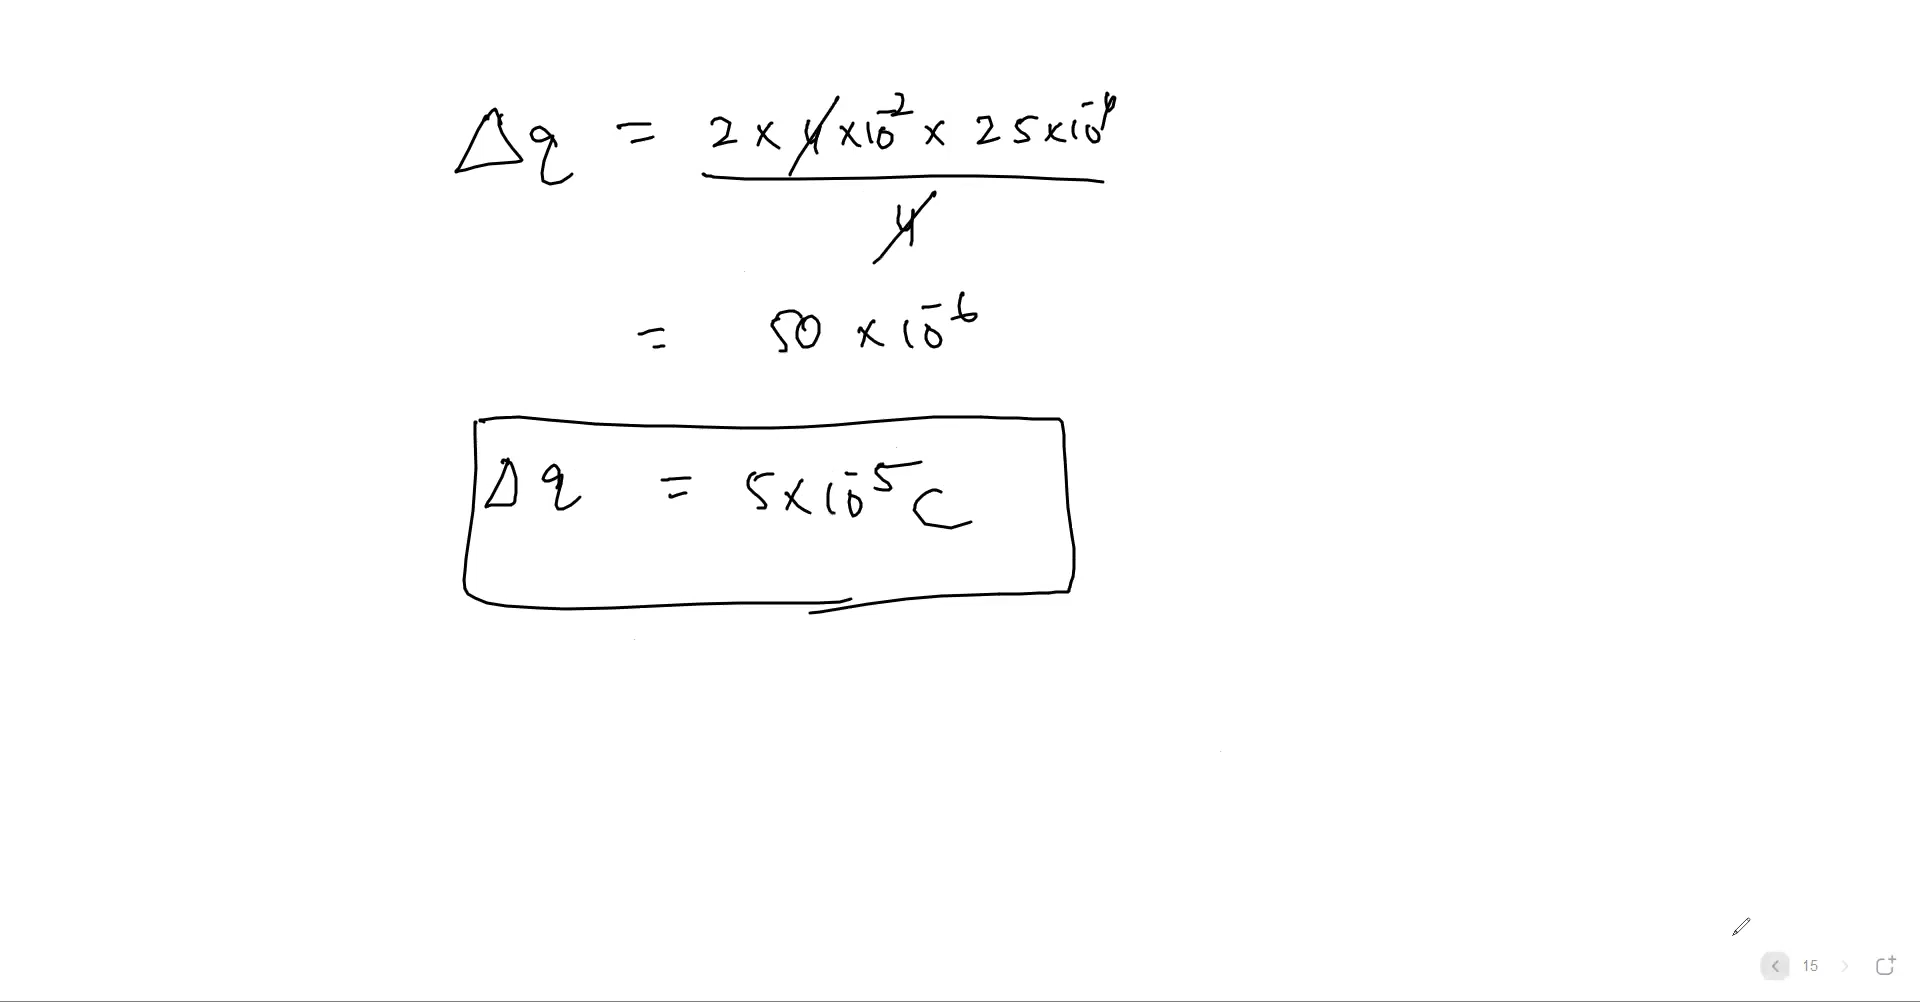 Δq = 2 × 4 × 10⁻² × 25 × 10⁻⁴
4
= 50 × 10⁻⁶
Δq = 5 × 10⁻⁵ C
15